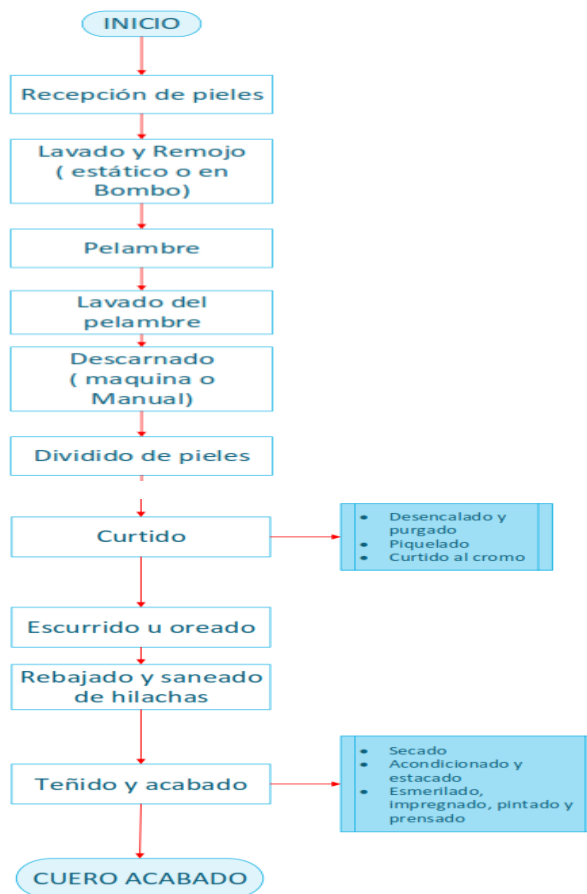 INICIO
Recepción de pieles
Lavado y Remojo
( estático o en
Bombo)
Pelambre
Lavado del
pelambre
Descarnado
( maquina o
Manual)
Dividido de pieles
Curtido
• Desencalado y
purgado
• Piquelado
• Curtido al cromo
Escurrido u oreado
Rebajado y saneado
de hilachas
Teñido y acabado
• Secado
• Acondicionado y
estacado
• Esmerilado,
impregnado, pintado y
prensado
CUERO ACABADO